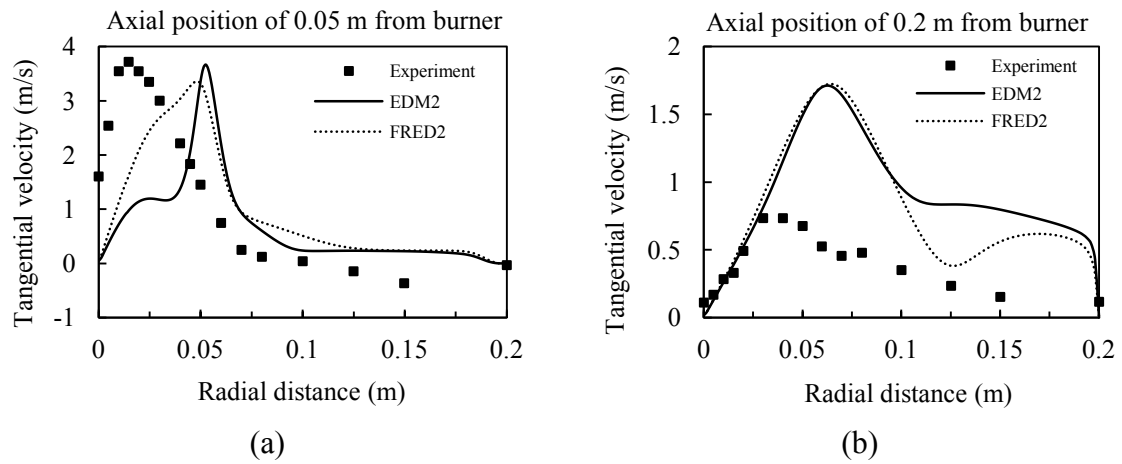 Axial position of 0.05 m from burner
Tangential velocity (m/s)
4
3
2
1
0
-1
Experiment
EDM2
FRED2
0 0.05 0.1 0.15 0.2
Radial distance (m)
(a)
Axial position of 0.2 m from burner
Tangential velocity (m/s)
2
1.5
1
0.5
0
Experiment
EDM2
FRED2
0 0.05 0.1 0.15 0.2
Radial distance (m)
(b)